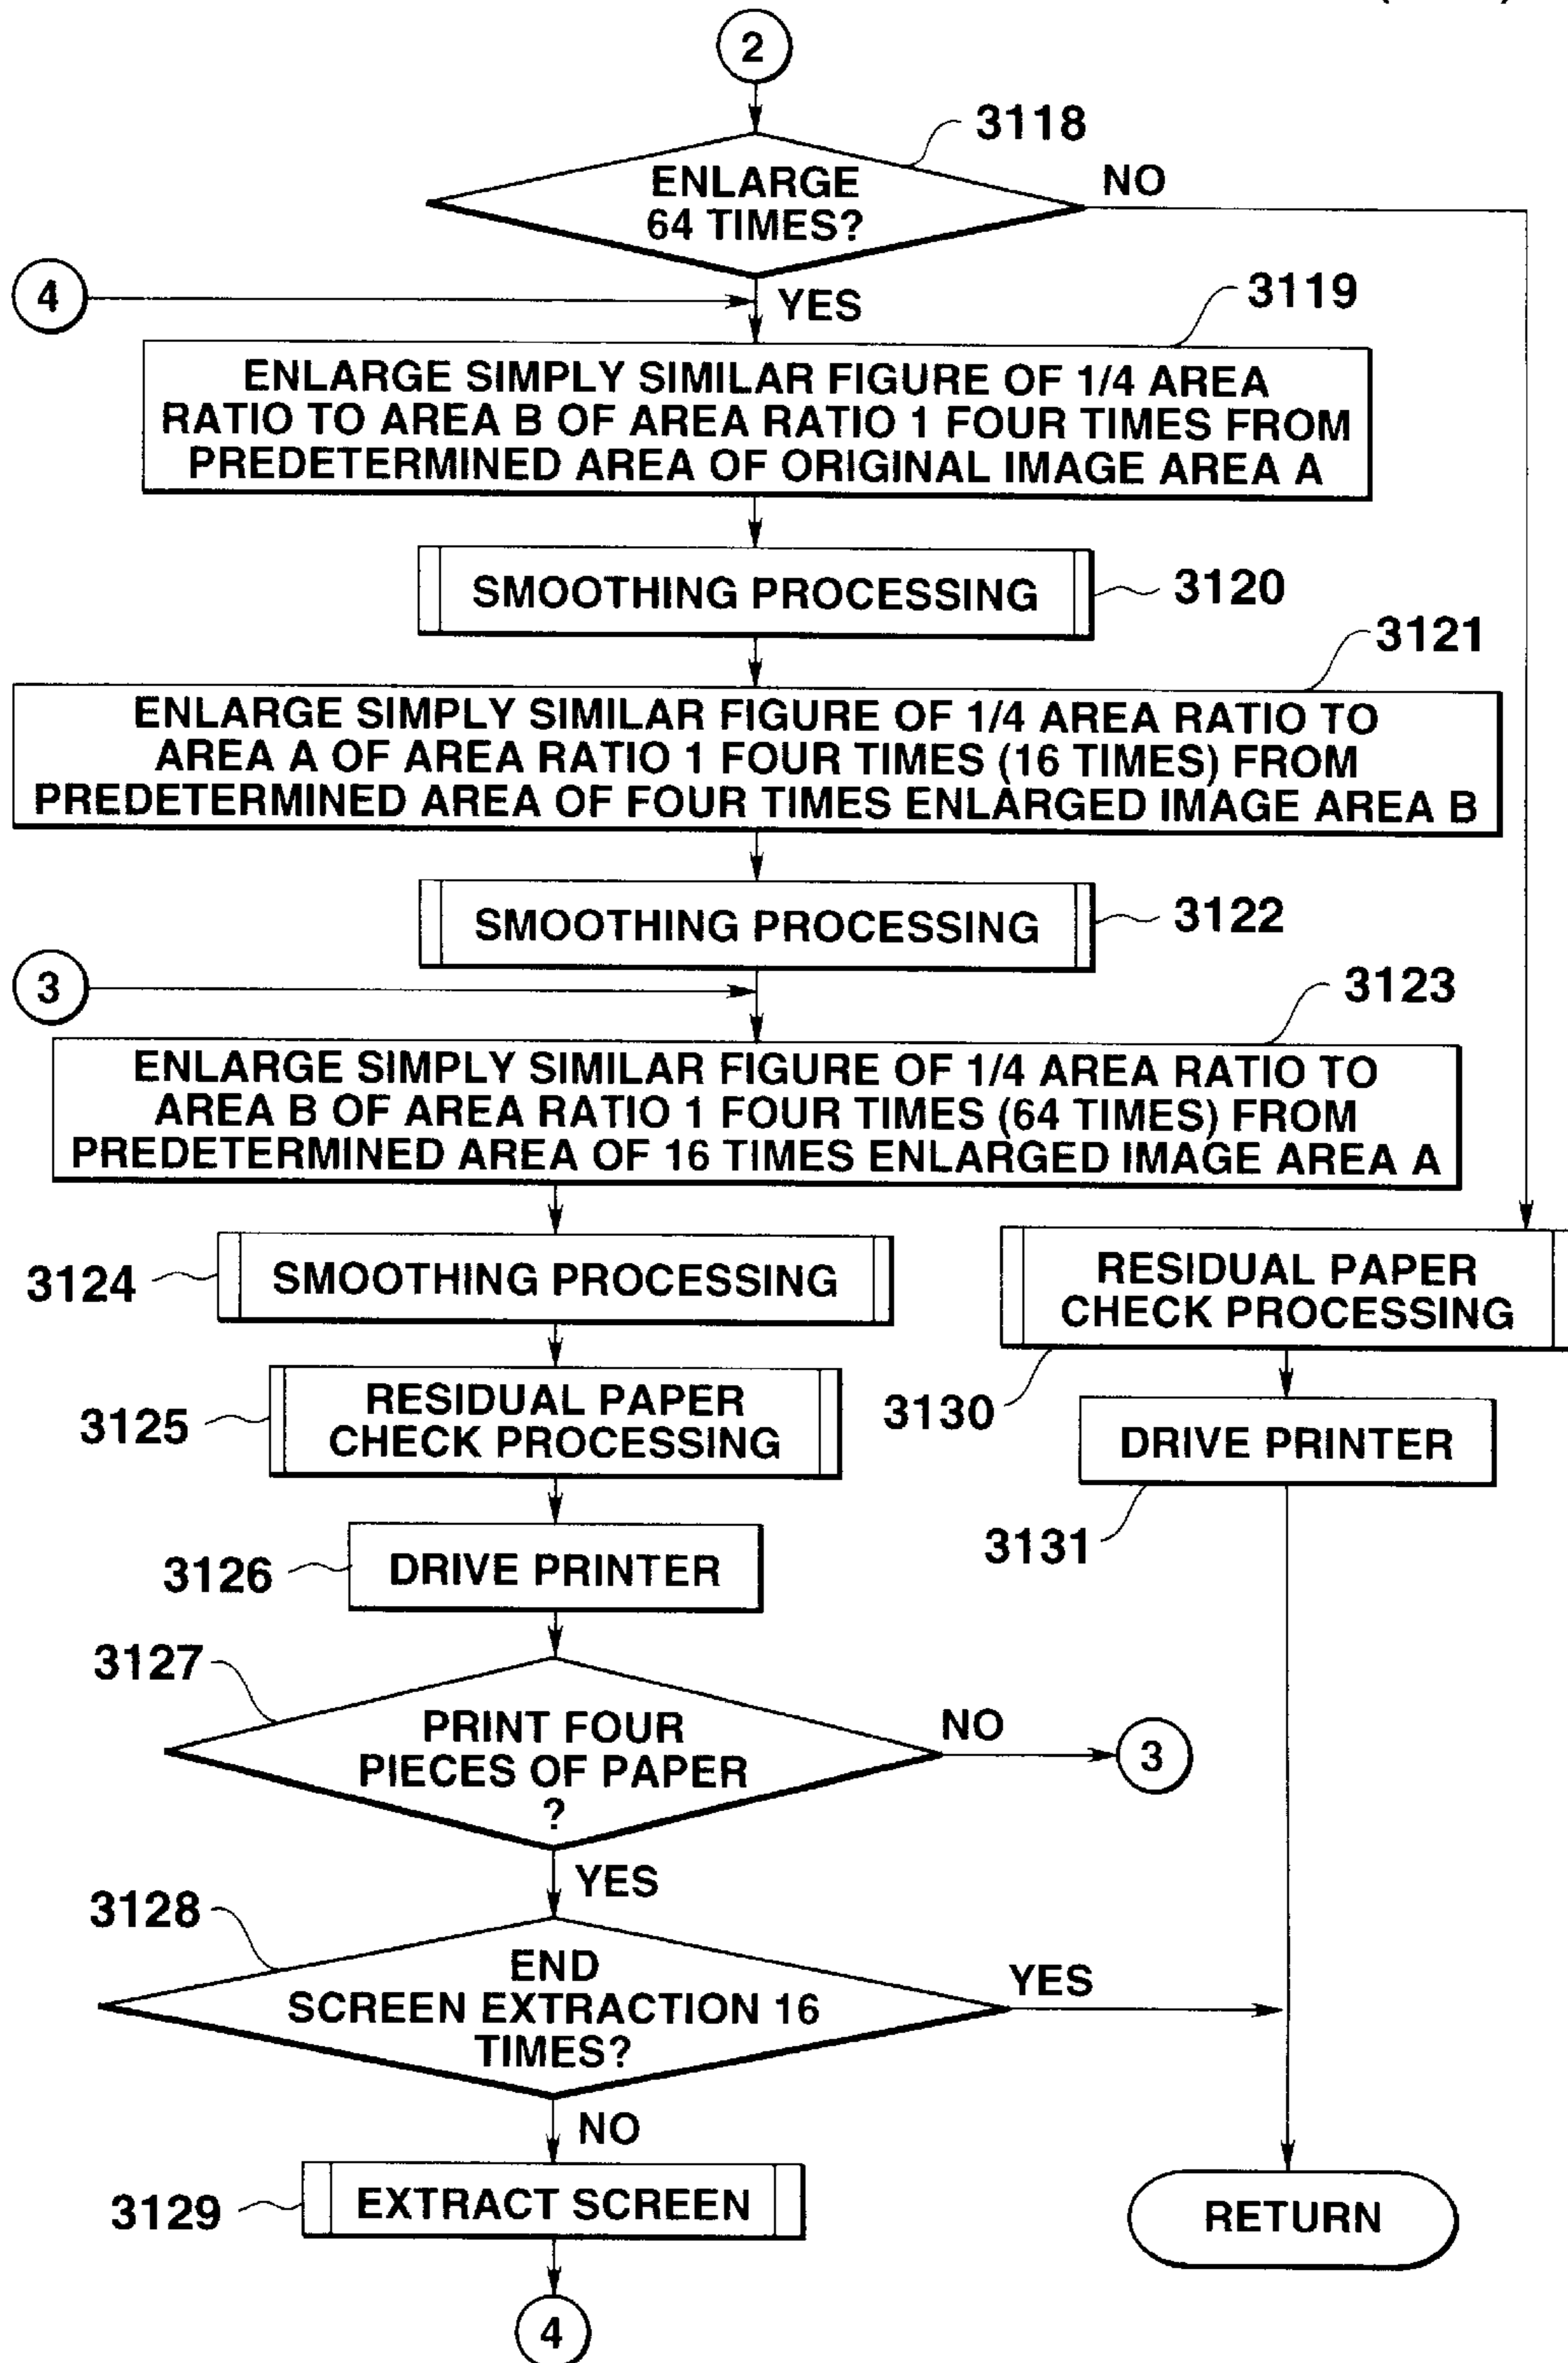 2
3118
ENLARGE
64 TIMES?
NO
4
YES
3119
ENLARGE SIMPLY SIMILAR FIGURE OF 1/4 AREA
RATIO TO AREA B OF AREA RATIO 1 FOUR TIMES FROM
PREDETERMINED AREA OF ORIGINAL IMAGE AREA A
SMOOTHING PROCESSING
3120
3121
ENLARGE SIMPLY SIMILAR FIGURE OF 1/4 AREA RATIO TO
AREA A OF AREA RATIO 1 FOUR TIMES (16 TIMES) FROM
PREDETERMINED AREA OF FOUR TIMES ENLARGED IMAGE AREA B
SMOOTHING PROCESSING
3122
3
3123
ENLARGE SIMPLY SIMILAR FIGURE OF 1/4 AREA RATIO TO
AREA B OF AREA RATIO 1 FOUR TIMES (64 TIMES) FROM
PREDETERMINED AREA OF 16 TIMES ENLARGED IMAGE AREA A
3124
SMOOTHING PROCESSING
RESIDUAL PAPER
CHECK PROCESSING
3125
RESIDUAL PAPER
CHECK PROCESSING
3130
DRIVE PRINTER
3131
3126
DRIVE PRINTER
3127
PRINT FOUR
PIECES OF PAPER
?
NO
3
YES
3128
END
SCREEN EXTRACTION 16
TIMES?
YES
NO
3129
EXTRACT SCREEN
RETURN
4